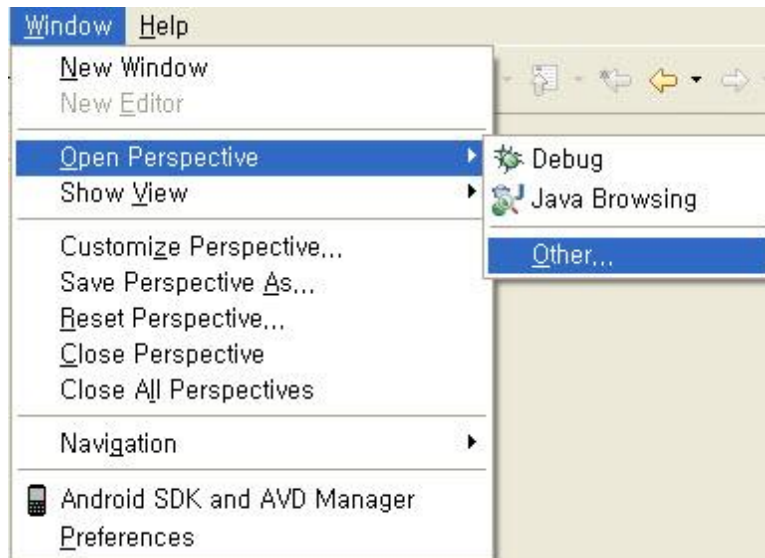 Window Help
New Window
New Editor
Open Perspective
Debug
Show View
Java Browsing
Customize Perspective...
Other...
Save Perspective As...
Reset Perspective...
Close Perspective
Close All Perspectives
Navigation
Android SDK and AVD Manager
Preferences